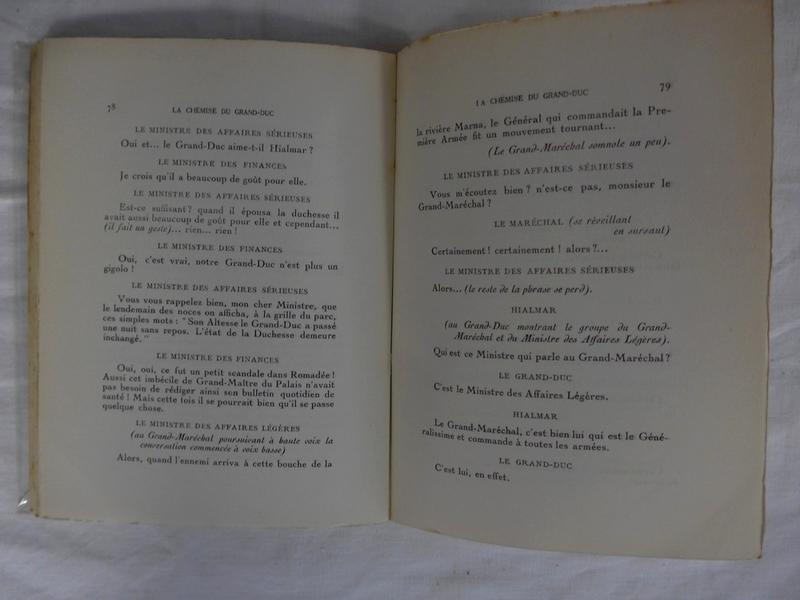 78
LA CHEMISE DU GRAND-DUC
LE MINISTRE DES AFFAIRES SÉRIEUSES
Oui et... le Grand-Duc aime-t-il Hialmar ?
LE MINISTRE DES FINANCES
Je crois qu'il a beaucoup de goût pour elle.
LE MINISTRE DES AFFAIRES SÉRIEUSES
Est-ce suffisant ? quand il épousa la duchesse il
avait aussi beaucoup de goût pour elle et cependant...
(il fait un geste)... rien... rien !
LE MINISTRE DES FINANCES
Oui, c'est vrai, notre Grand-Duc n'est plus un
gigolo !
LE MINISTRE DES AFFAIRES SÉRIEUSES
Vous vous rappelez bien, mon cher Ministre, que
le lendemain des noces on afficha, à la grille du parc,
ces simples mots : "Son Altesse le Grand-Duc a passé
une nuit sans repos. L'état de la Duchesse demeure
inchangé."
LE MINISTRE DES FINANCES
Oui, oui, ce fut un petit scandale dans Romadée !
Aussi cet imbécile de Grand-Maître du Palais n'avait
pas besoin de rédiger ainsi son bulletin quotidien de
santé ! Mais cette fois il se pourrait bien qu'il se passe
quelque chose.
LE MINISTRE DES AFFAIRES LÉGÈRES
(au Grand-Maréchal poursuivant à haute voix la
conversation commencée à voix basse)
Alors, quand l'ennemi arriva à cette bouche de la
LA CHEMISE DU GRAND-DUC
79
la rivière Marna, le Général qui commandait la Pre-
mière Armée fit un mouvement tournant...
(Le Grand-Maréchal somnole un peu).
LE MINISTRE DES AFFAIRES SÉRIEUSES
Vous m'écoutez bien ? n'est-ce pas, monsieur le
Grand-Maréchal ?
LE MARÉCHAL (se réveillant
en sursaut)
Certainement ! certainement ! alors ?...
LE MINISTRE DES AFFAIRES SÉRIEUSES
Alors... (le reste de la phrase se perd).
HIALMAR
(au Grand-Duc montrant le groupe du Grand-
Maréchal et du Ministre des Affaires Légères).
Qui est ce Ministre qui parle au Grand-Maréchal ?
LE GRAND-DUC
C'est le Ministre des Affaires Légères.
HIALMAR
Le Grand-Maréchal, c'est bien lui qui est le Géné-
ralissime et commande à toutes les armées.
LE GRAND-DUC
C'est lui, en effet.